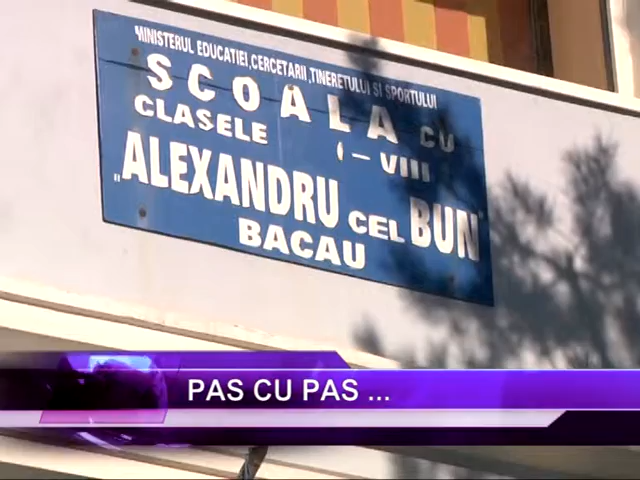 MINISTERUL EDUCATIEI,CERCETARII,TINERETULUI SI SPORTULUI
SCOALA CU
CLASELE I-VIII
„ALEXANDRU CEL BUN"
BACAU
PAS CU PAS ...